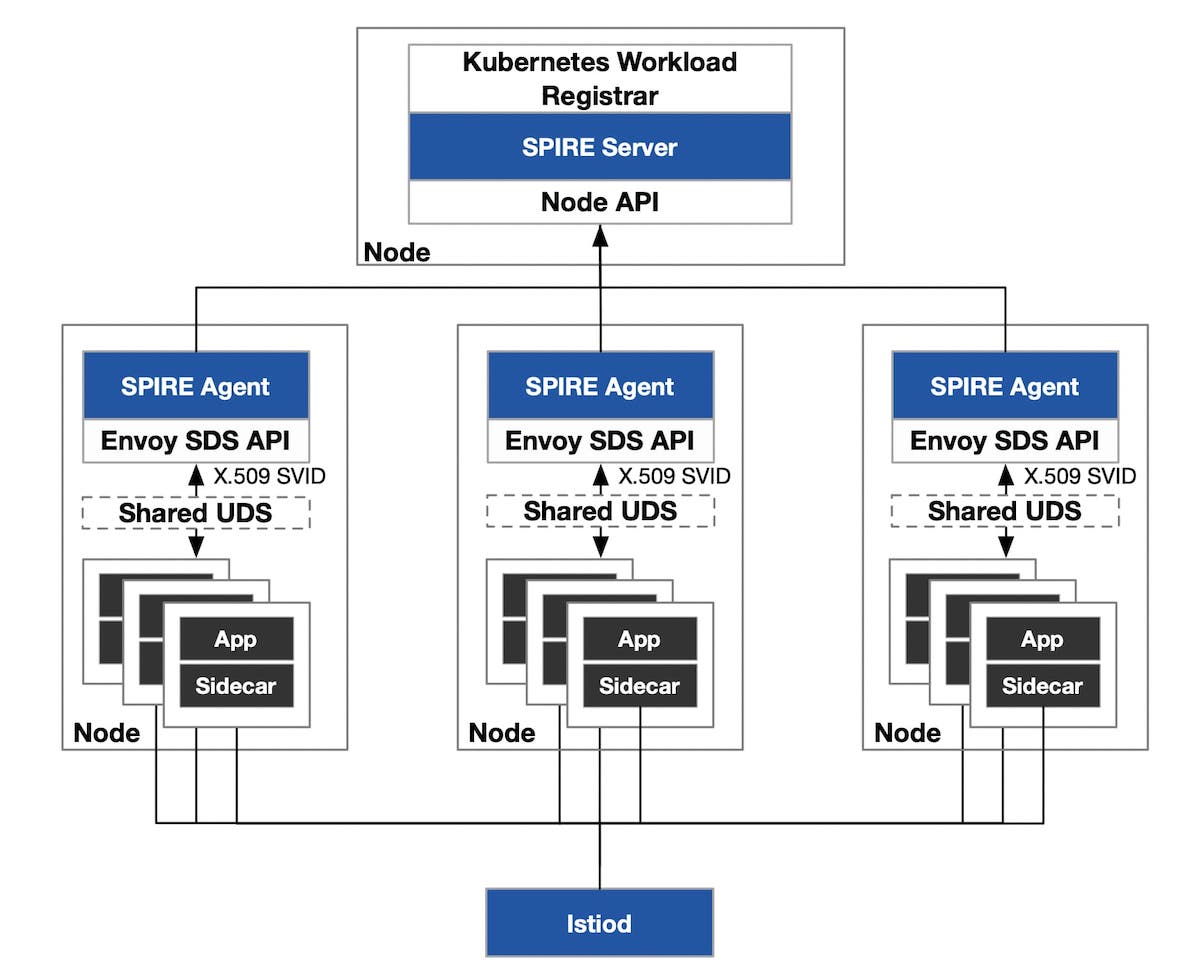 Kubernetes Workload
Registrar
SPIRE Server
Node API
Node
SPIRE Agent
Envoy SDS API
X.509 SVID
Shared UDS
App
Sidecar
Node
SPIRE Agent
Envoy SDS API
X.509 SVID
Shared UDS
App
Sidecar
Node
SPIRE Agent
Envoy SDS API
X.509 SVID
Shared UDS
App
Sidecar
Node
Istiod